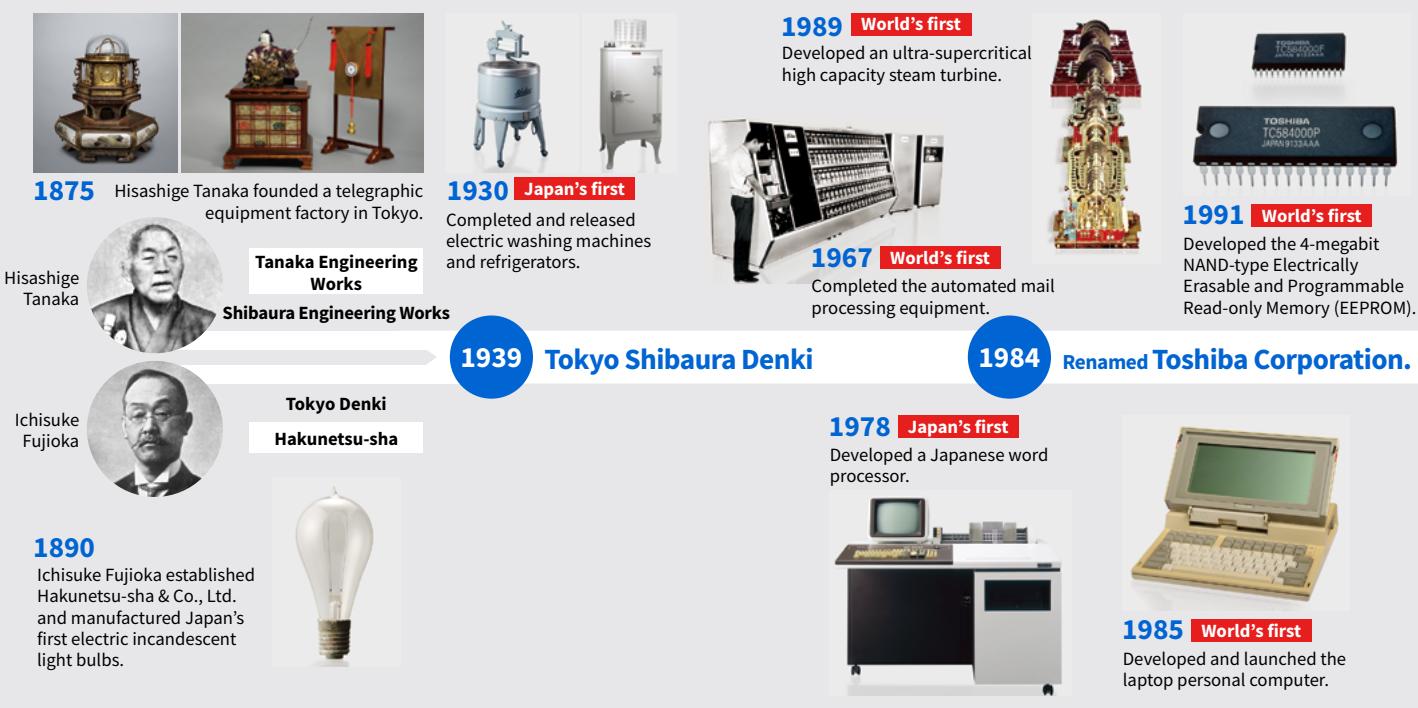 1875 Hisashige Tanaka founded a telegraphic
equipment factory in Tokyo.
Hisashige
Tanaka
Tanaka Engineering
Works
Shibaura Engineering Works
1930 Japan's first
Completed and released
electric washing machines
and refrigerators.
1989 World's first
Developed an ultra-supercritical
high capacity steam turbine.
1967 World's first
Completed the automated mail
processing equipment.
TOSHIBA
TC584000F
TOSHIBA
TC584000P
JAPAN 9133AAA
1991 World's first
Developed the 4-megabit
NAND-type Electrically
Erasable and Programmable
Read-only Memory (EEPROM).
1939 Tokyo Shibaura Denki
1984 Renamed Toshiba Corporation.
Ichisuke
Fujioka
Tokyo Denki
Hakunetsu-sha
1890
Ichisuke Fujioka established
Hakunetsu-sha & Co., Ltd.
and manufactured Japan's
first electric incandescent
light bulbs.
1978 Japan's first
Developed a Japanese word
processor.
1985 World's first
Developed and launched the
laptop personal computer.